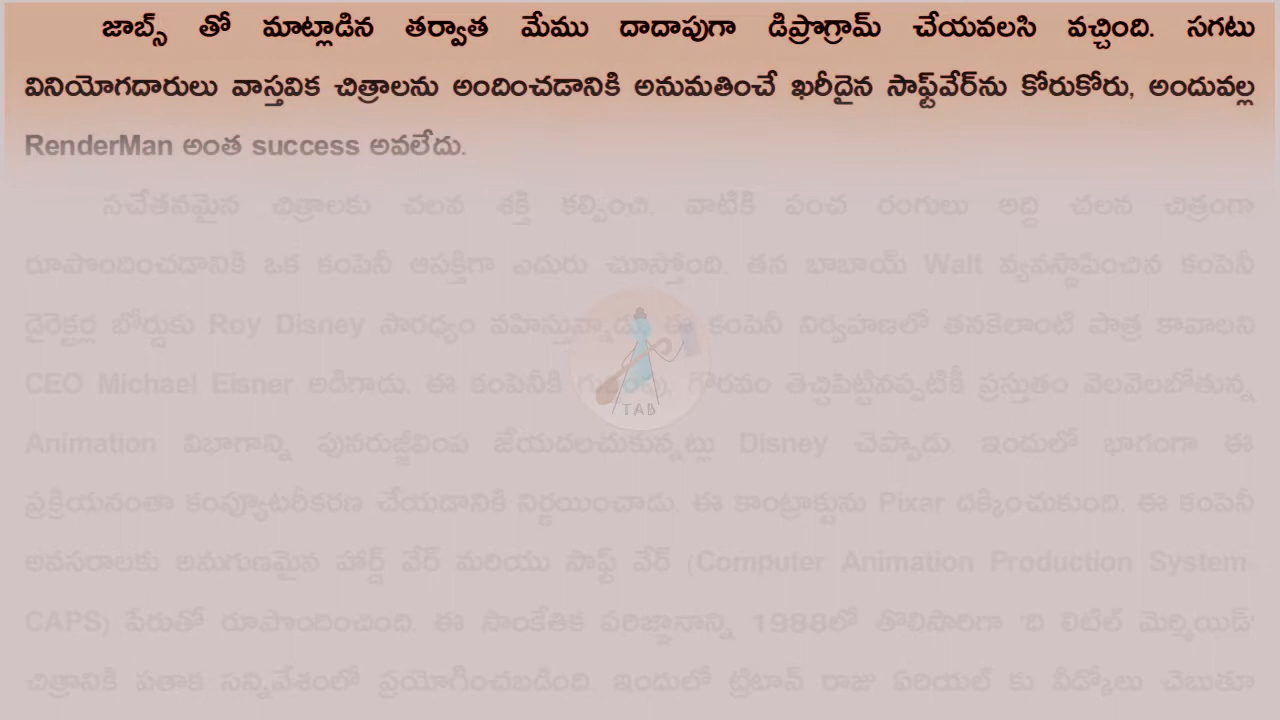 జాబ్స్ తో మాట్లాడిన తర్వాత మేము దాదాపుగా డిప్రొగ్రామ్ చేయవలసి వచ్చింది. సగటు
వినియోగదారులు వాస్తవిక చిత్రాలను అందించడానికి అనుమతించే ఖరీదైన సాఫ్ట్‌వేర్‌ను కోరుకోరు, అందువల్ల
RenderMan అంత success అవలేదు.
సచేతనమైన చిత్రాలకు చలన శక్తి కల్పించి, వాటికి పంచ రంగులు అద్ది చలన చిత్రంగా
రూపొందించడానికి ఒక కంపెనీ ఆసక్తిగా ఎదురు చూస్తోంది. తన బాబాయ్ Walt వ్యవస్థాపించిన కంపెనీ
డైరెక్టర్ల బోర్డుకు Roy Disney సారధ్యం వహిస్తున్నాడు. ఈ కంపెనీ నిర్వహణలో తనకెలాంటి పాత్ర కావాలని
CEO Michael Eisner అడిగాడు. ఈ కంపెనీకి గుర్తింపు, గౌరవం తెచ్చిపెట్టినప్పటికీ ప్రస్తుతం వెలవెలబోతున్న
Animation విభాగాన్ని పునరుజ్జీవింప జేయదలచుకున్నట్లు Disney చెప్పాడు. ఇందులో భాగంగా ఈ
ప్రక్రియనంతా కంప్యూటరీకరణ చేయడానికి నిర్ణయించాడు. ఈ కాంట్రాక్టును Pixar దక్కించుకుంది. ఈ కంపెనీ
అవసరాలకు అనుగుణమైన హార్డ్ వేర్ మరియు సాఫ్ట్ వేర్ (Computer Animation Production System-
CAPS) పేరుతో రూపొందించింది. ఈ సాంకేతిక పరిజ్ఞానాన్ని 1988లో తొలిసారిగా 'ది లిటిల్ మెర్మెయిడ్'
చిత్రానికి పతాక సన్నివేశంలో ప్రయోగించబడింది. ఇందులో ట్రిటాన్ రాజు ఏరియల్ కు వీడ్కోలు చెబుతూ
TAB